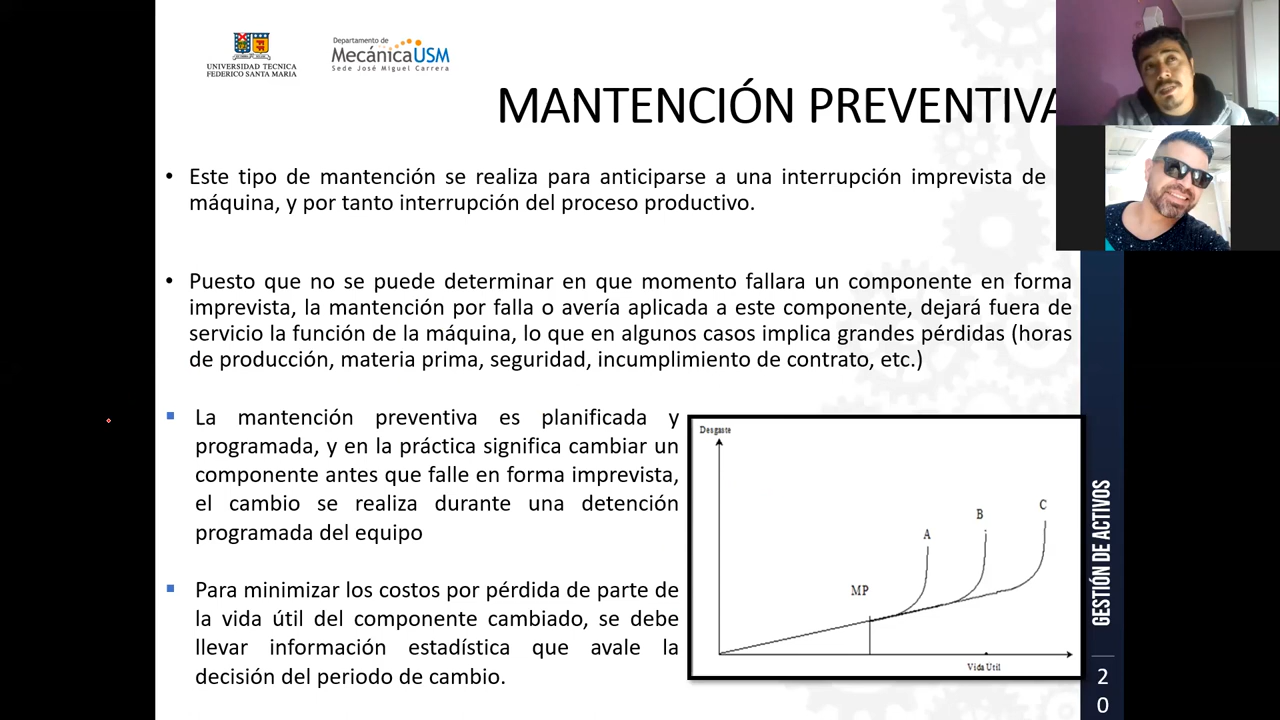 UNIVERSIDAD TECNICA
FEDERICO SANTA MARIA
Departamento de
MecánicaUSM
Sede José Miguel Carrera
MANTENCIÓN PREVENTIVA
• Este tipo de mantención se realiza para anticiparse a una interrupción imprevista de
máquina, y por tanto interrupción del proceso productivo.
• Puesto que no se puede determinar en que momento fallara un componente en forma
imprevista, la mantención por falla o avería aplicada a este componente, dejará fuera de
servicio la función de la máquina, lo que en algunos casos implica grandes pérdidas (horas
de producción, materia prima, seguridad, incumplimiento de contrato, etc.)
▪ La mantención preventiva es planificada y
programada, y en la práctica significa cambiar un
componente antes que falle en forma imprevista,
el cambio se realiza durante una detención
programada del equipo
▪ Para minimizar los costos por pérdida de parte de
la vida útil del componente cambiado, se debe
llevar información estadística que avale la
decisión del periodo de cambio.
Desgaste
A
B
C
MP
Vida Util
GESTIÓN DE ACTIVOS
2
0